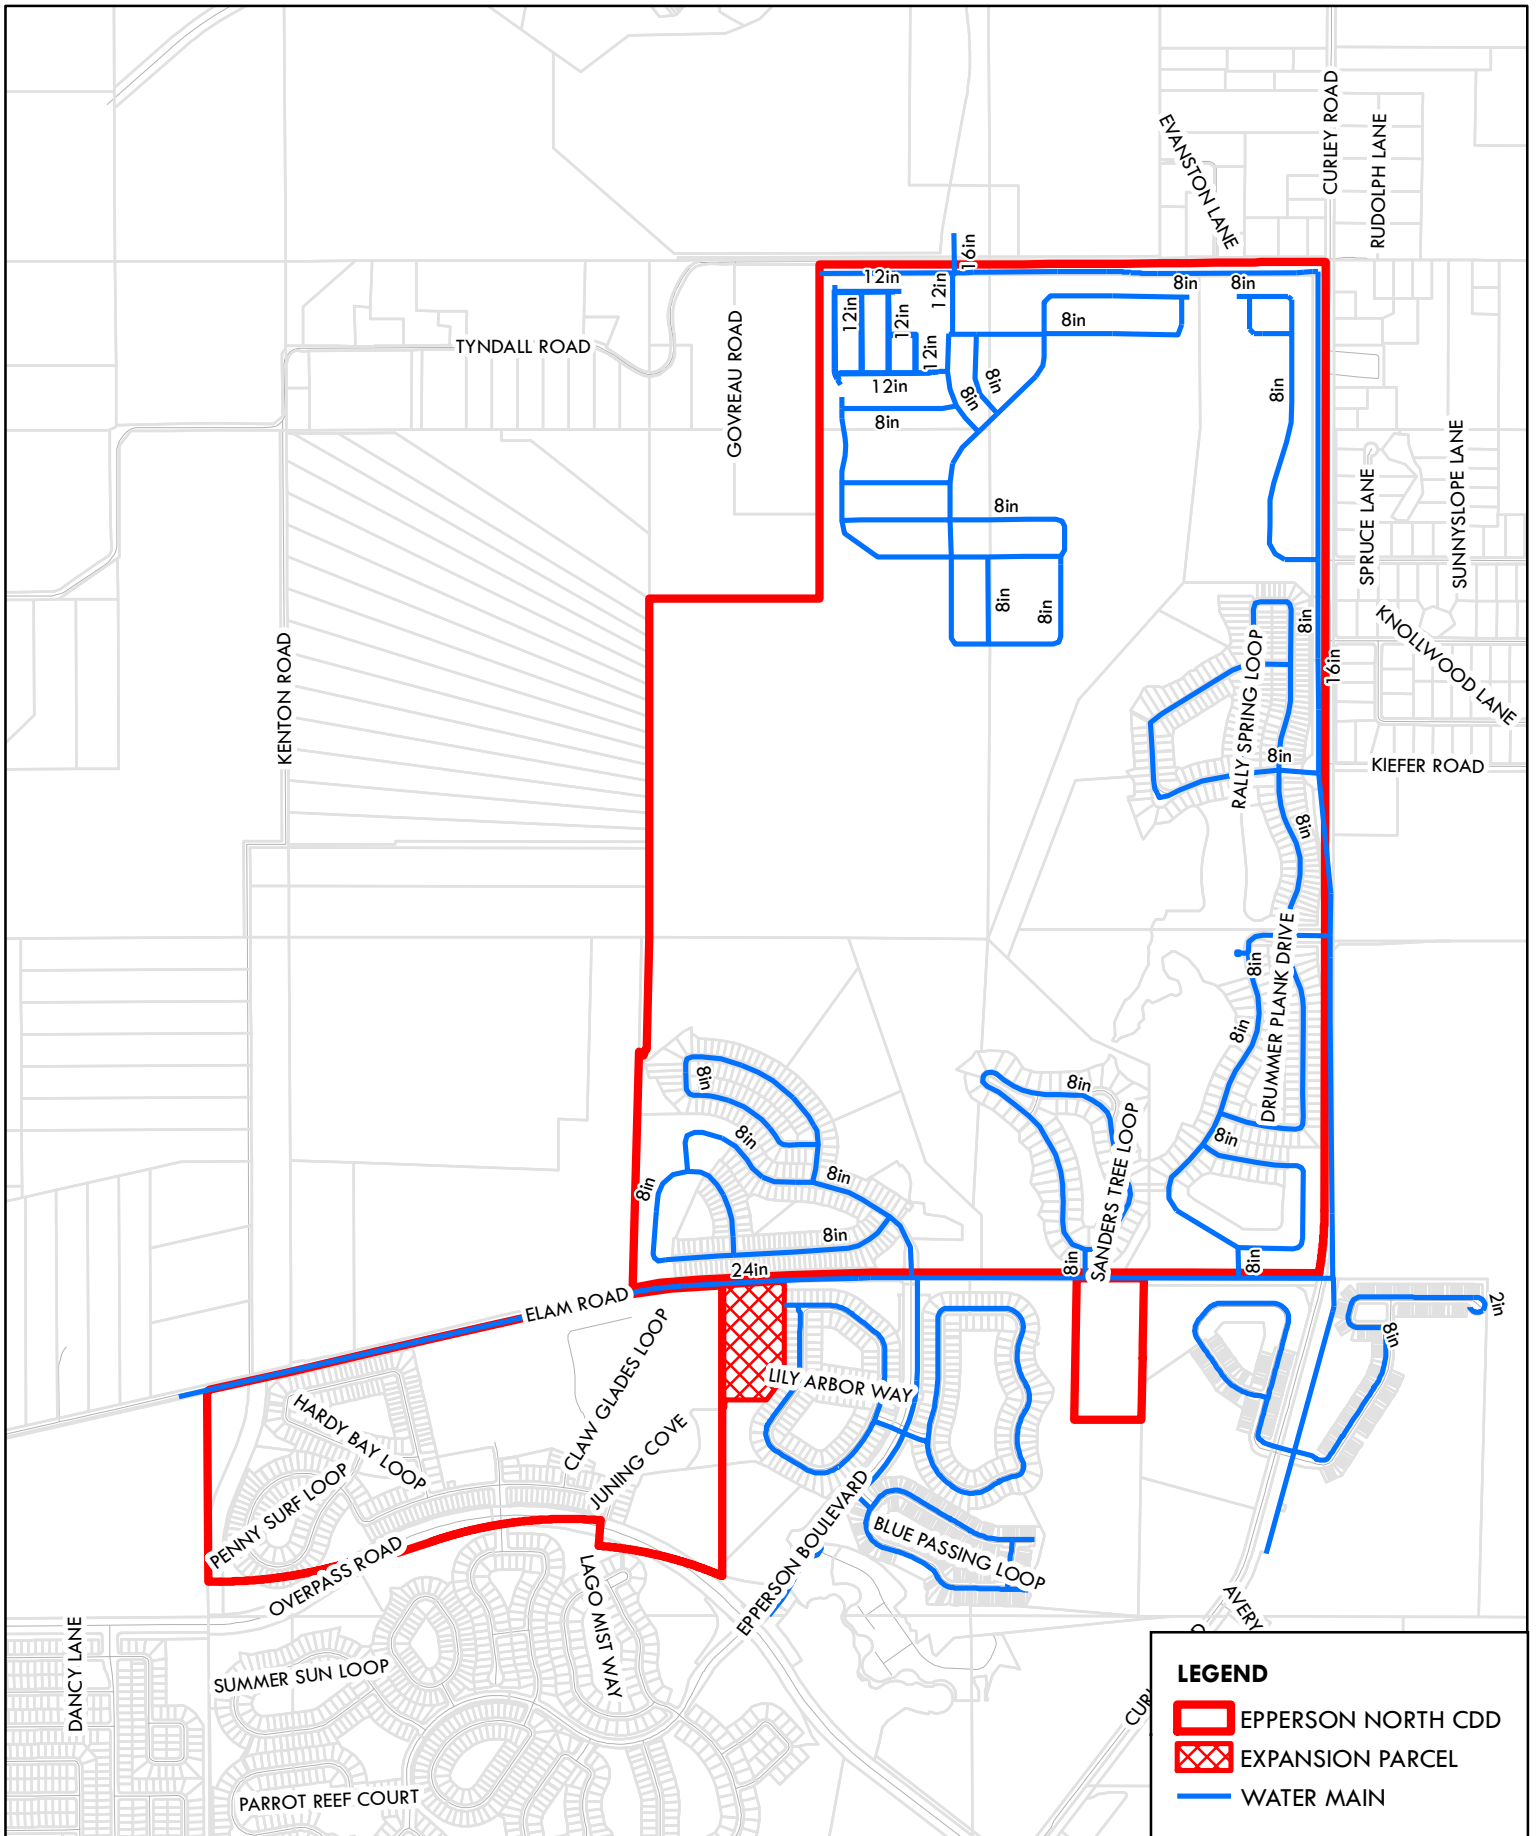 CURLEY ROAD
RUDOLPH LANE
EVANSTON LANE
16in
12in
12in
8in
8in
12in
12in
12in
8in
TYNDALL ROAD
GOVREAU ROAD
12in
8in
8in
8in
8in
SPRUCE LANE
SUNNYSLOPE LANE
8in
8in
8in
8in
KNOLLWOOD LANE
KENTON ROAD
RALLY SPRING LOOP
16in
8in
KIEFER ROAD
8in
DRUMMER PLANK DRIVE
8in
8in
8in
8in
8in
8in
SANDERS TREE LOOP
8in
8in
8in
8in
24in
8in
8in
ELAM ROAD
2in
8in
CLAW GLADES LOOP
LILY ARBOR WAY
HARDY BAY LOOP
JUNING COVE
PENNY SURF LOOP
EPPERSON BOULEVARD
BLUE PASSING LOOP
OVERPASS ROAD
LAGO MIST WAY
AVERY
DANCY LANE
SUMMER SUN LOOP
CUR
PARROT REEF COURT
LEGEND
EPPERSON NORTH CDD
EXPANSION PARCEL
WATER MAIN